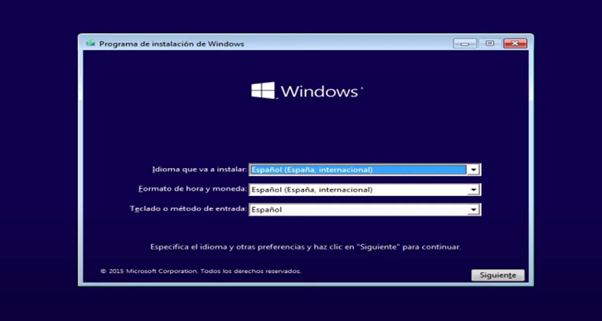 Programa de instalación de Windows
Windows
Idioma que va a instalar: Español (España, internacional)
Formato de hora y moneda: Español (España, internacional)
Teclado o método de entrada: Español
Especifica el idioma y otras preferencias y haz clic en "Siguiente" para continuar.
© 2015 Microsoft Corporation. Todos los derechos reservados.
Siguiente